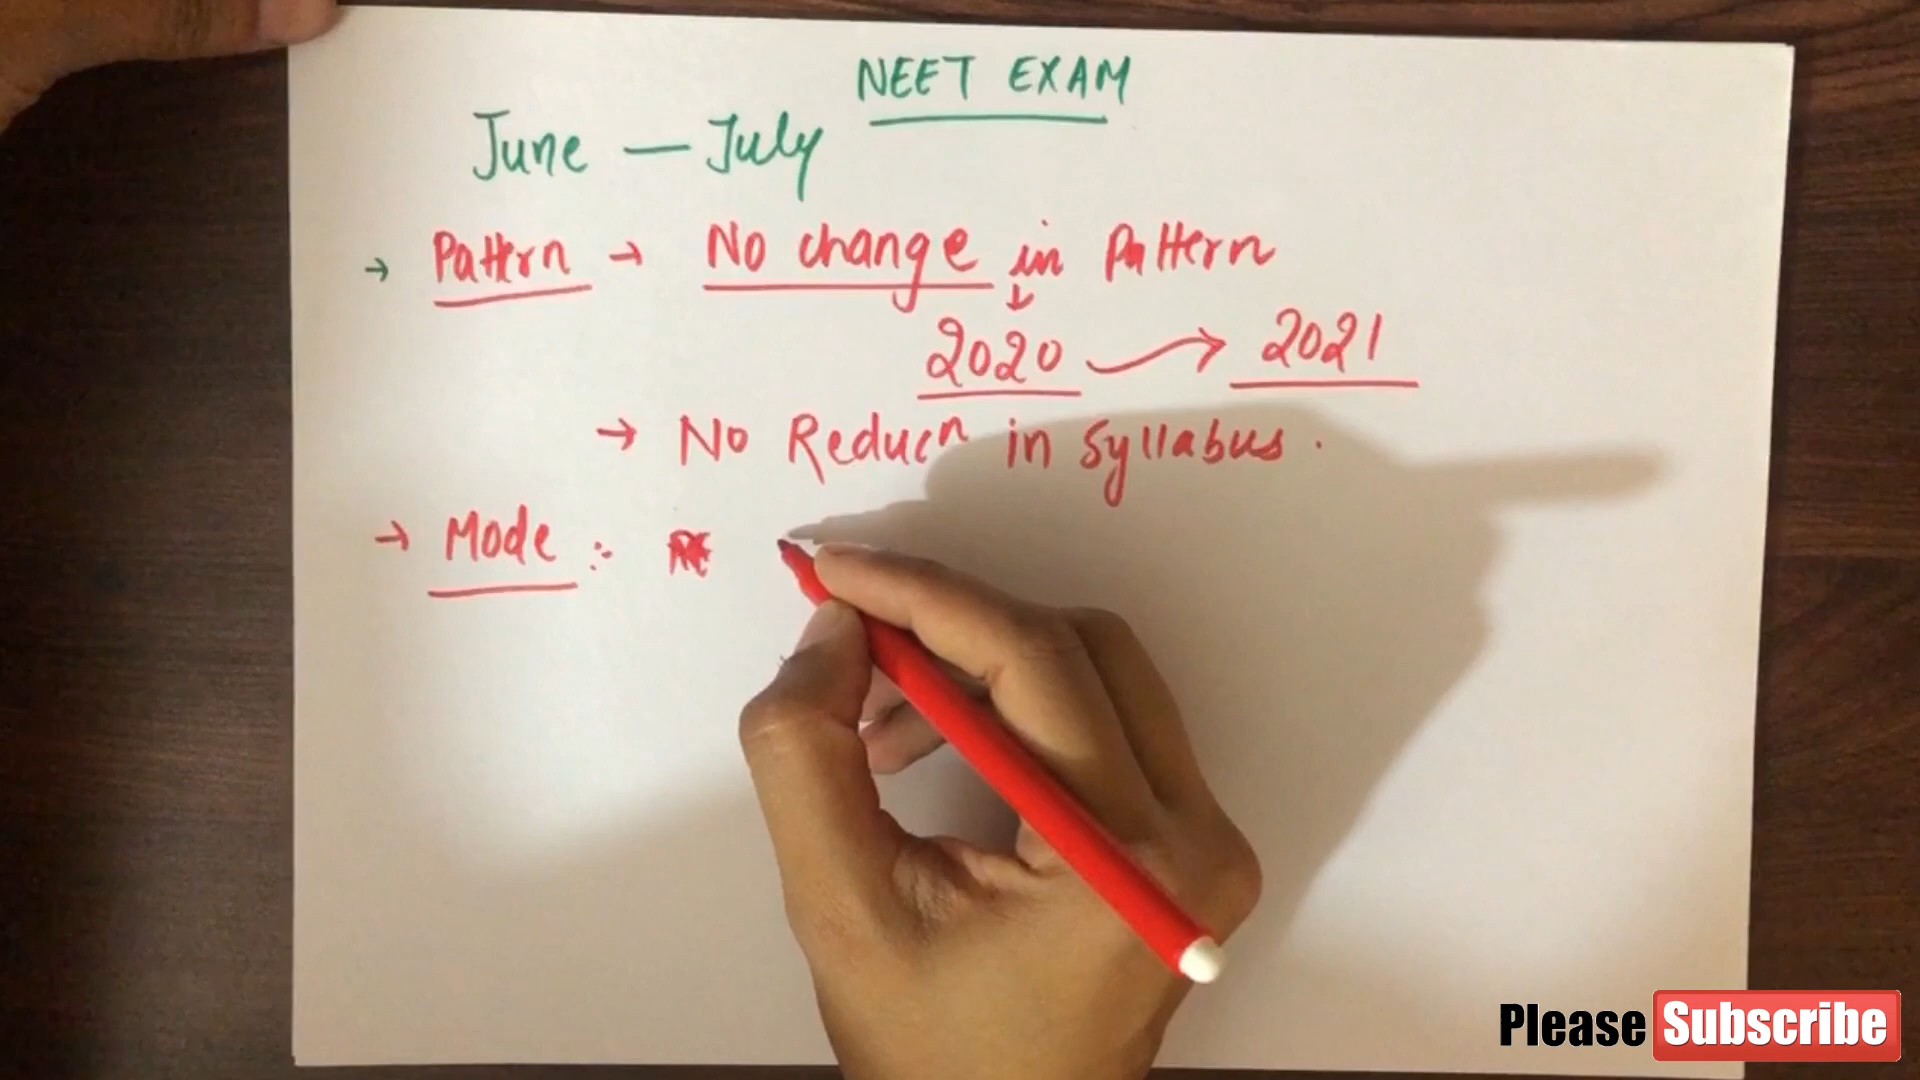 NEET EXAM
June — July
→ Pattern → No change in Pattern
↓
2020 → 2021
→ No Reducn in Syllabus.
→ Mode :-
Please Subscribe